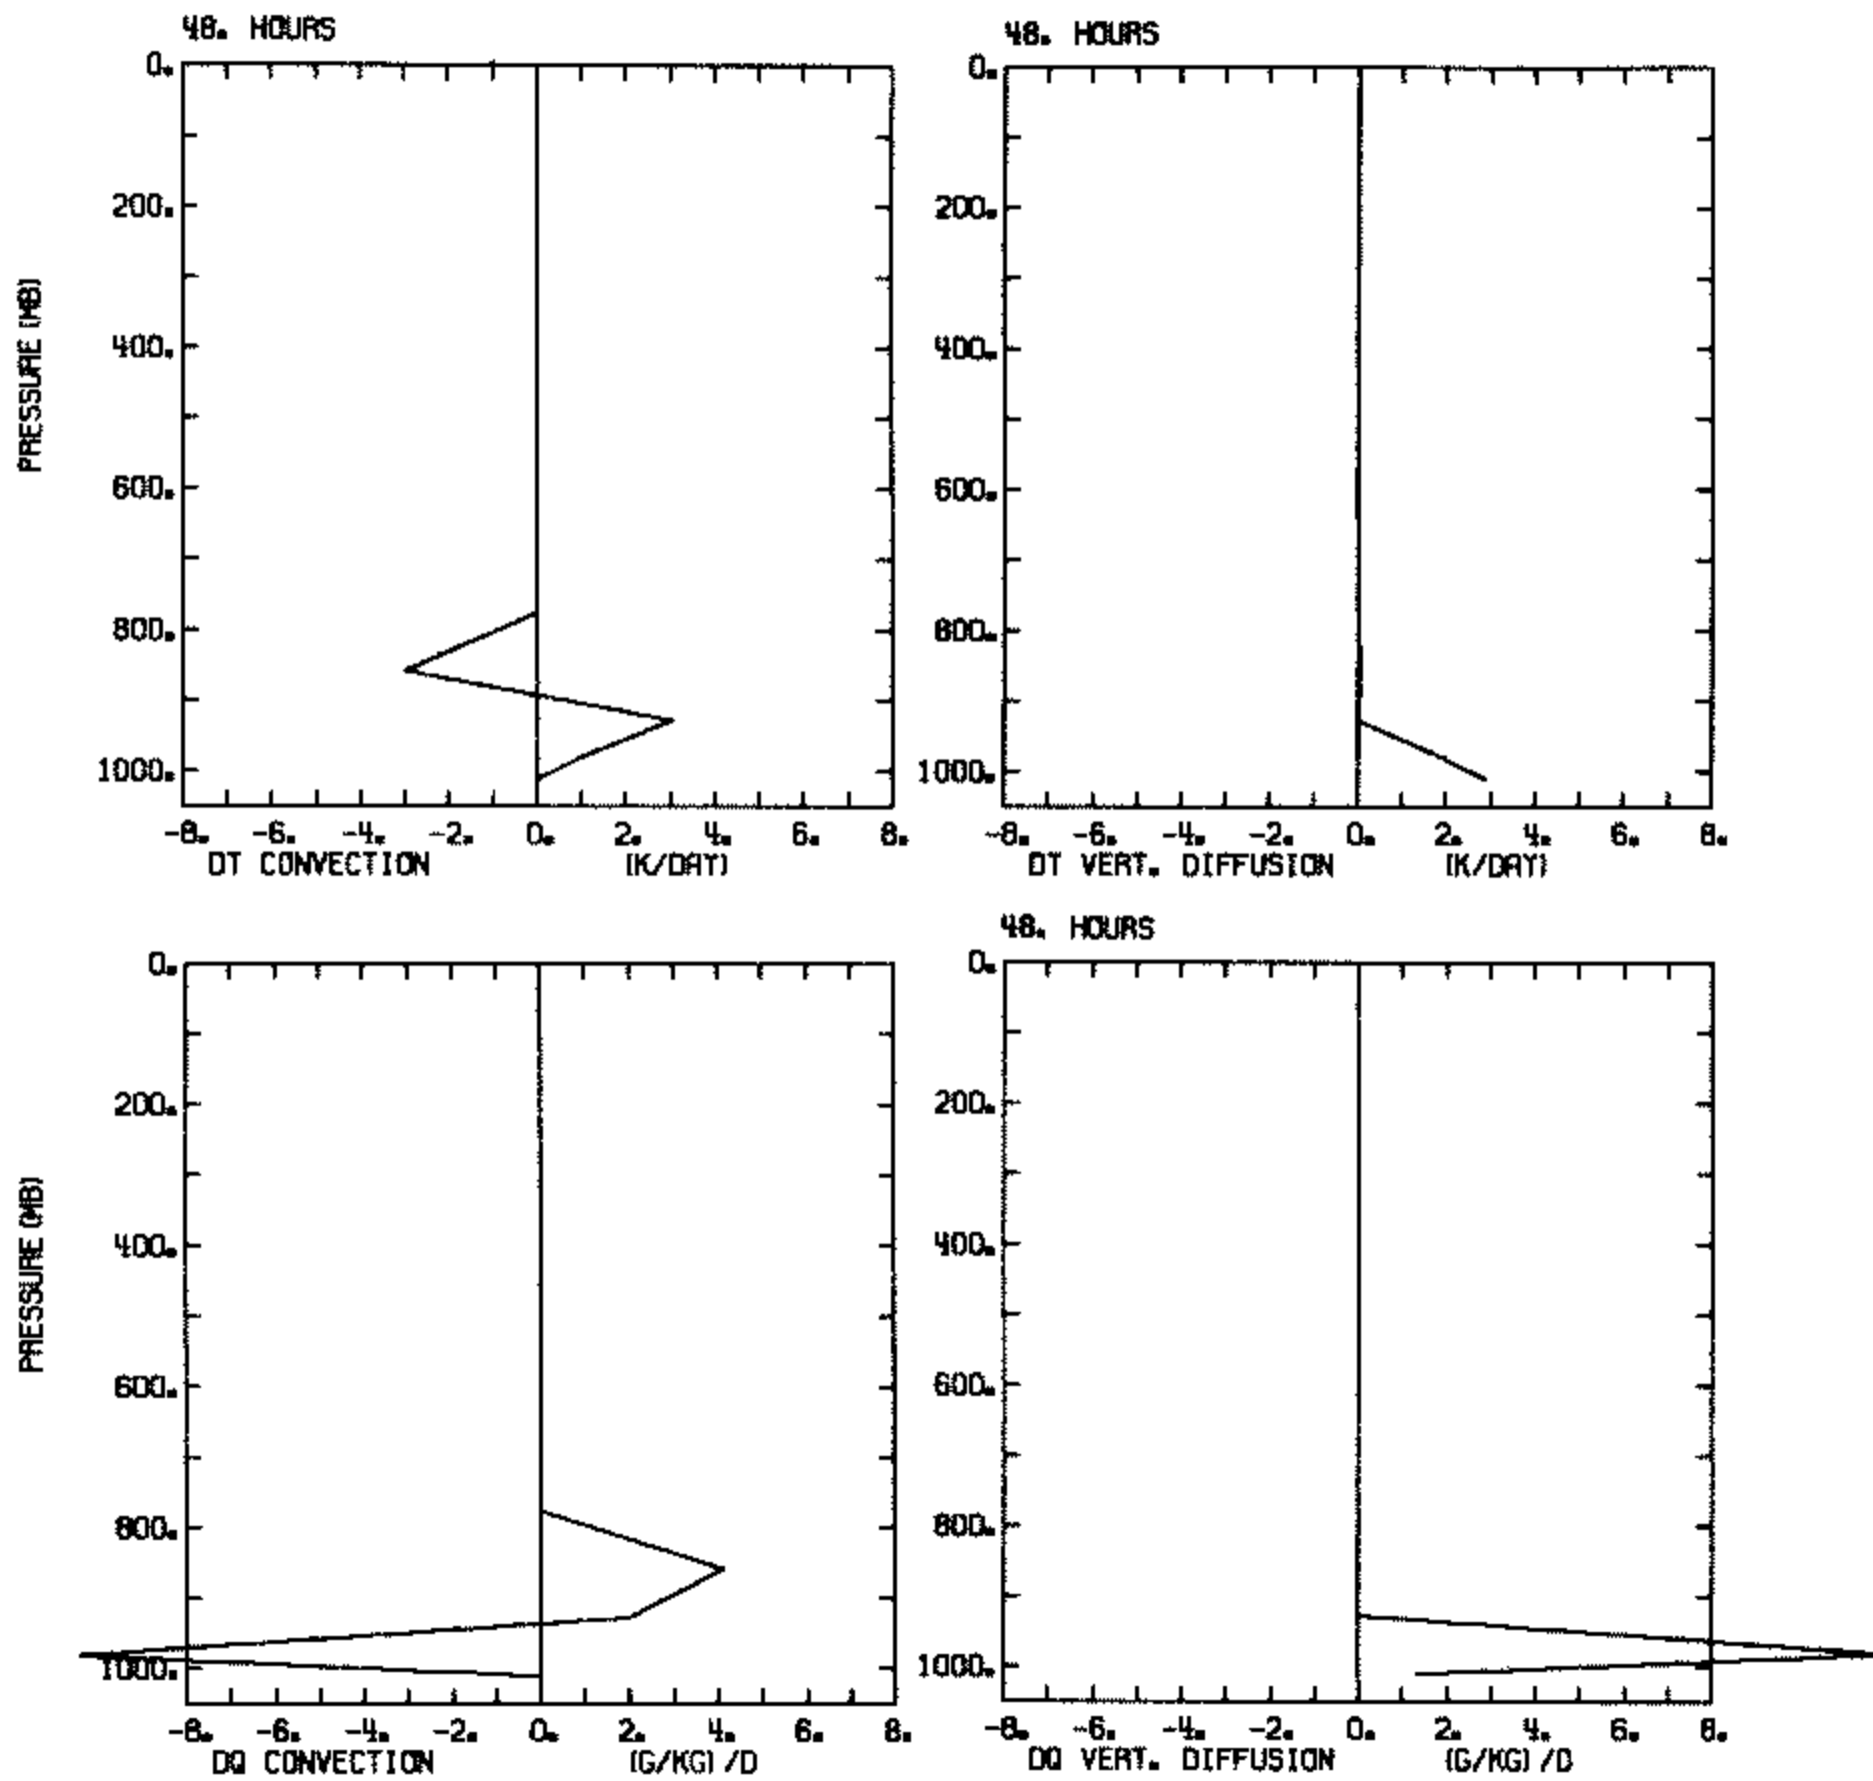 48. HOURS
48. HOURS
0.
200.
400.
600.
800.
1000.
PRESSURE (MB)
-8. -6. -4. -2. 0. 2. 4. 6. 8.
DT CONVECTION (K/DAY)
0.
200.
400.
600.
800.
1000.
-8. -6. -4. -2. 0. 2. 4. 6. 8.
DT VERT. DIFFUSION (K/DAY)
48. HOURS
0.
200.
400.
600.
800.
1000.
PRESSURE (MB)
-8. -6. -4. -2. 0. 2. 4. 6. 8.
DQ CONVECTION (G/KG)/D
0.
200.
400.
600.
800.
1000.
-8. -6. -4. -2. 0. 2. 4. 6. 8.
DQ VERT. DIFFUSION (G/KG)/D